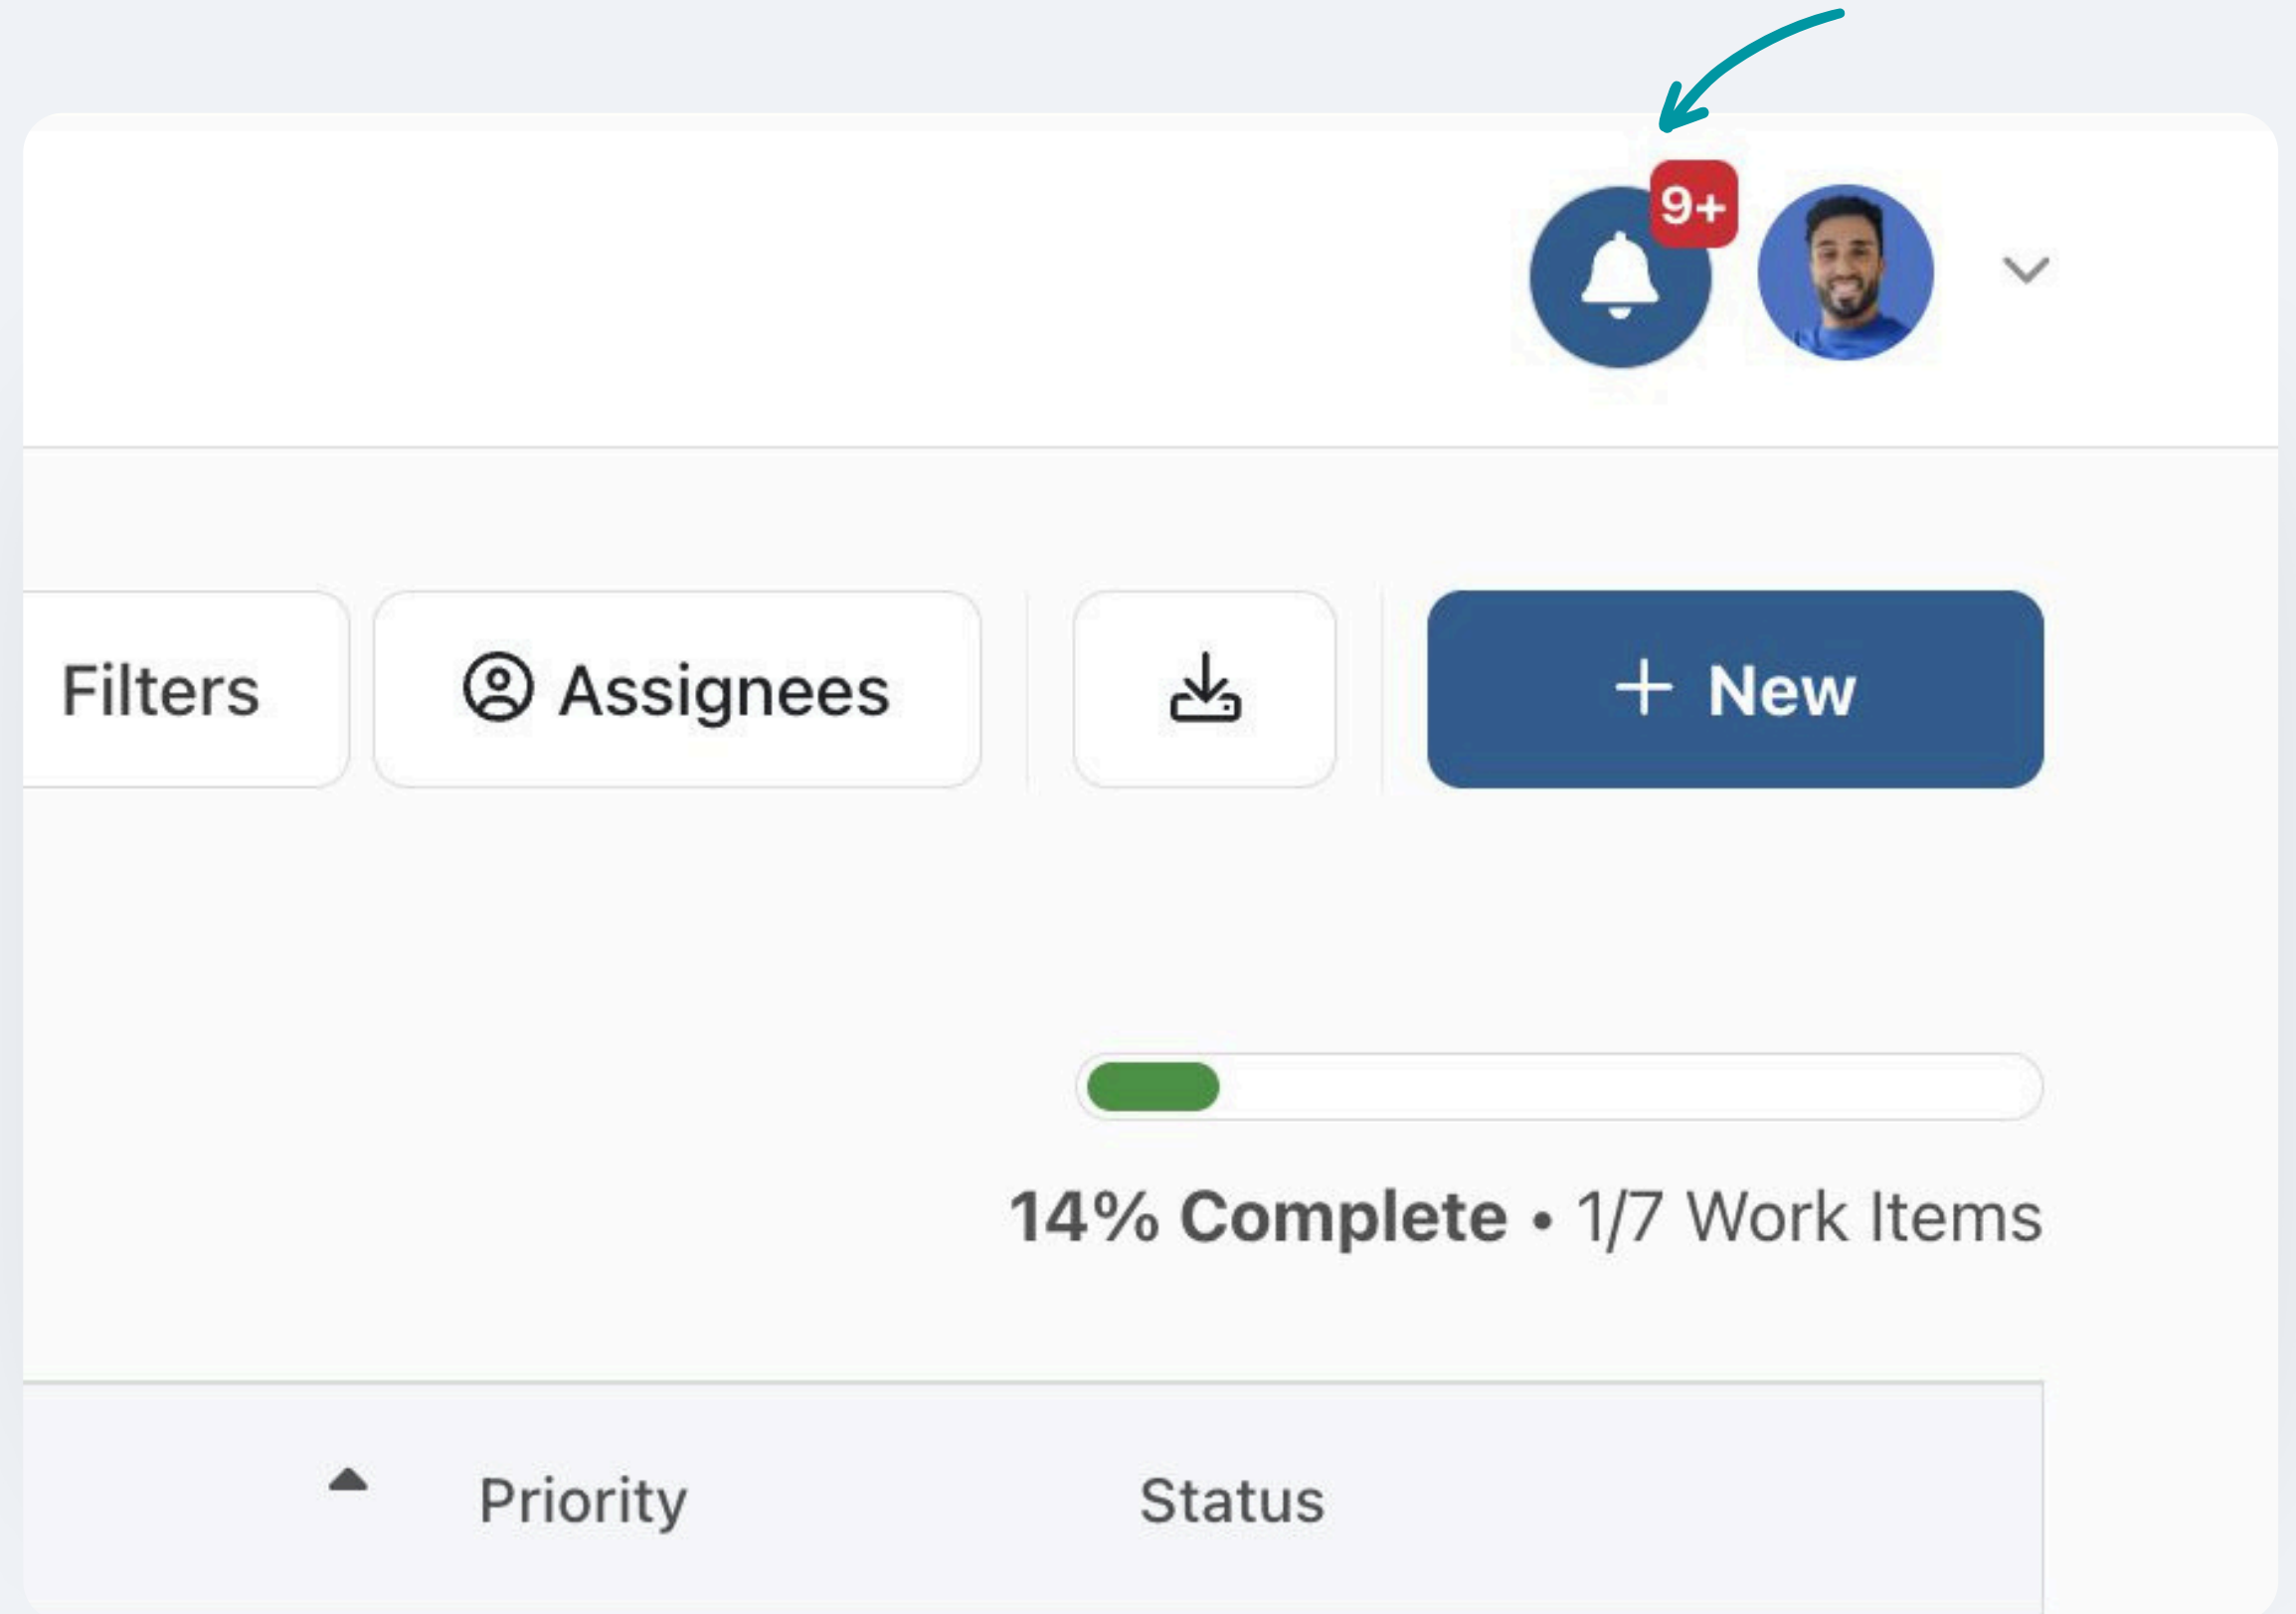 9+
Filters
Assignees
+ New
14% Complete • 1/7 Work Items
Priority
Status